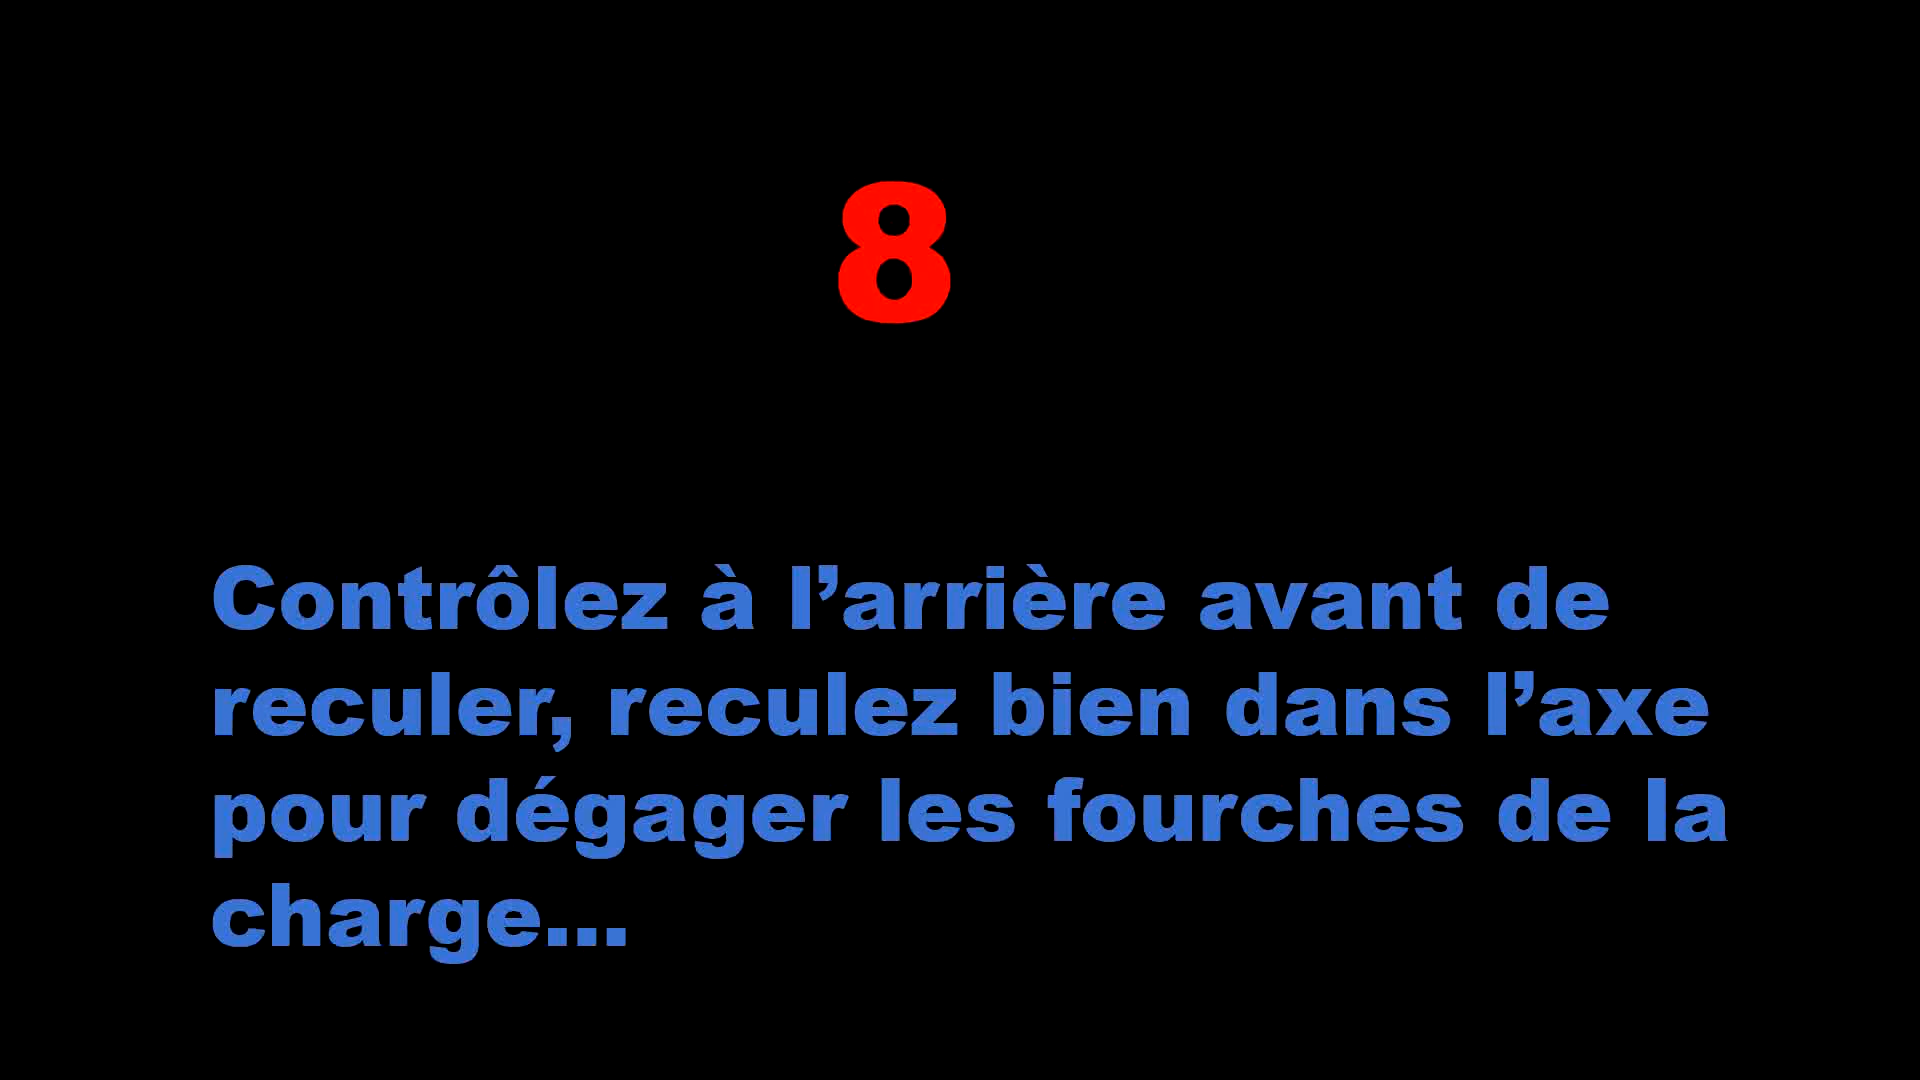 8
Contrôlez à l’arrière avant de
reculer, reculez bien dans l’axe
pour dégager les fourches de la
charge...